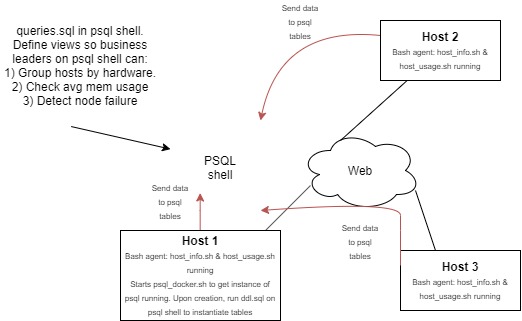 queries.sql in psql shell.
Define views so business
leaders on psql shell can:
1) Group hosts by hardware.
2) Check avg mem usage
3) Detect node failure
Send data
to psql
tables
Host 2
Bash agent: host_info.sh &
host_usage.sh running
PSQL
shell
Web
Send data
to psql
tables
Host 1
Bash agent: host_info.sh & host_usage.sh
running
Starts psql_docker.sh to get instance of
psql running. Upon creation, run ddl.sql on
psql shell to instantiate tables
Send data
to psql
tables
Host 3
Bash agent: host_info.sh &
host_usage.sh running